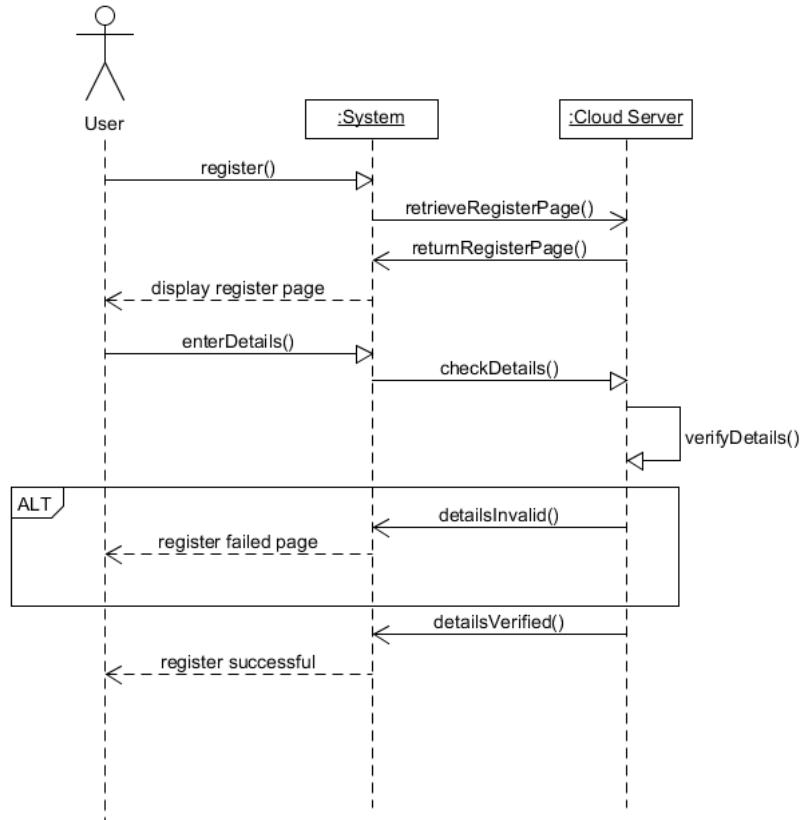 User
:System
:Cloud Server
register()
retrieveRegisterPage()
returnRegisterPage()
display register page
enterDetails()
checkDetails()
verifyDetails()
ALT
detailsInvalid()
register failed page
detailsVerified()
register successful